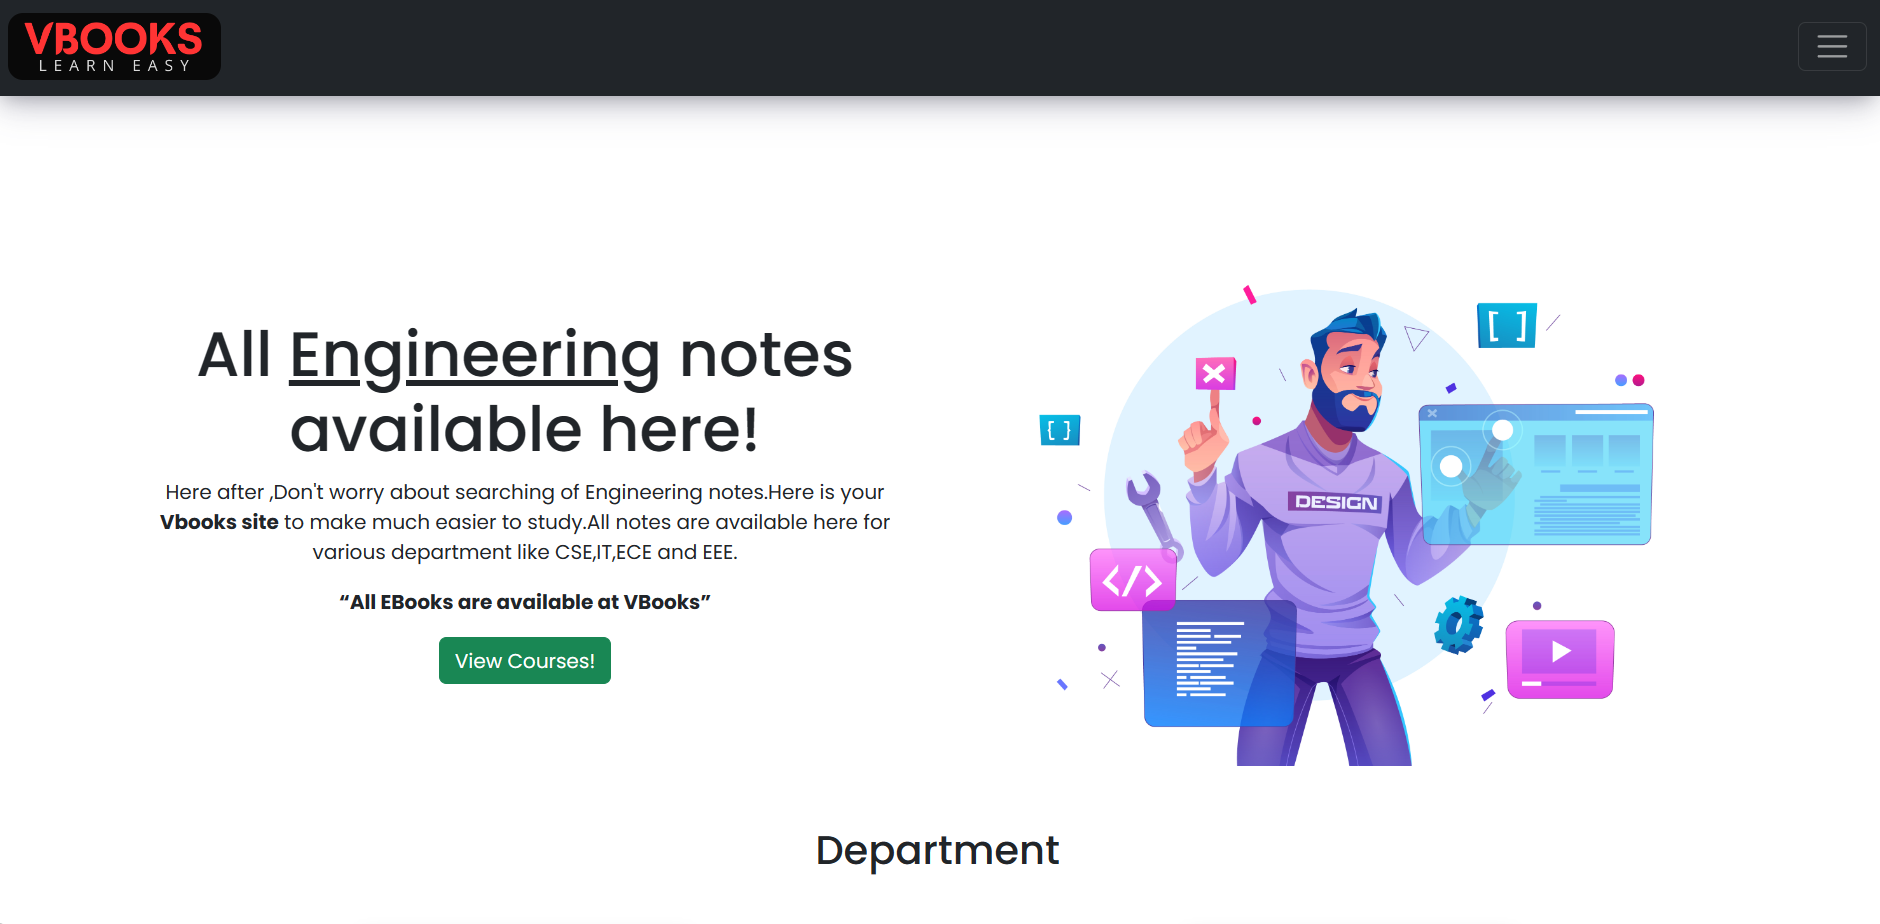 VBOOKS
LEARN EASY
All Engineering notes
available here!
Here after ,Don't worry about searching of Engineering notes.Here is your
Vbooks site to make much easier to study.All notes are available here for
various department like CSE,IT,ECE and EEE.
“All EBooks are available at VBooks”
View Courses!
[ ]
{ }
DESIGN
</>
Department